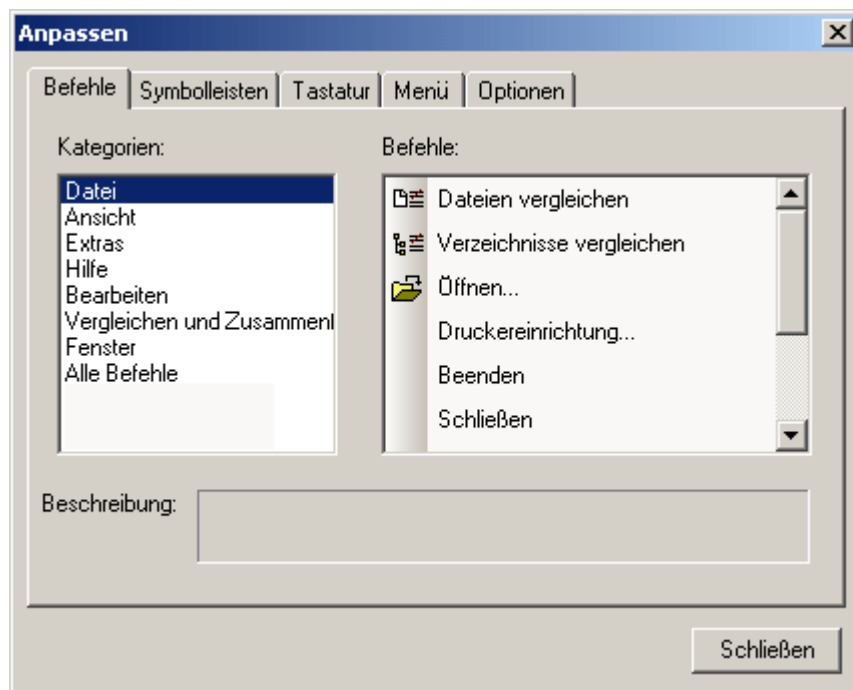 Anpassen
Befehle Symbolleisten Tastatur Menü Optionen
Kategorien:
Datei
Ansicht
Extras
Hilfe
Bearbeiten
Vergleichen und
Fenster
Alle Befehle
Befehle:
Dateien vergleichen
Verzeichnisse vergleichen
Öffnen...
Druckereinrichtung...
Beenden
Schließen
Beschreibung:
Schließen